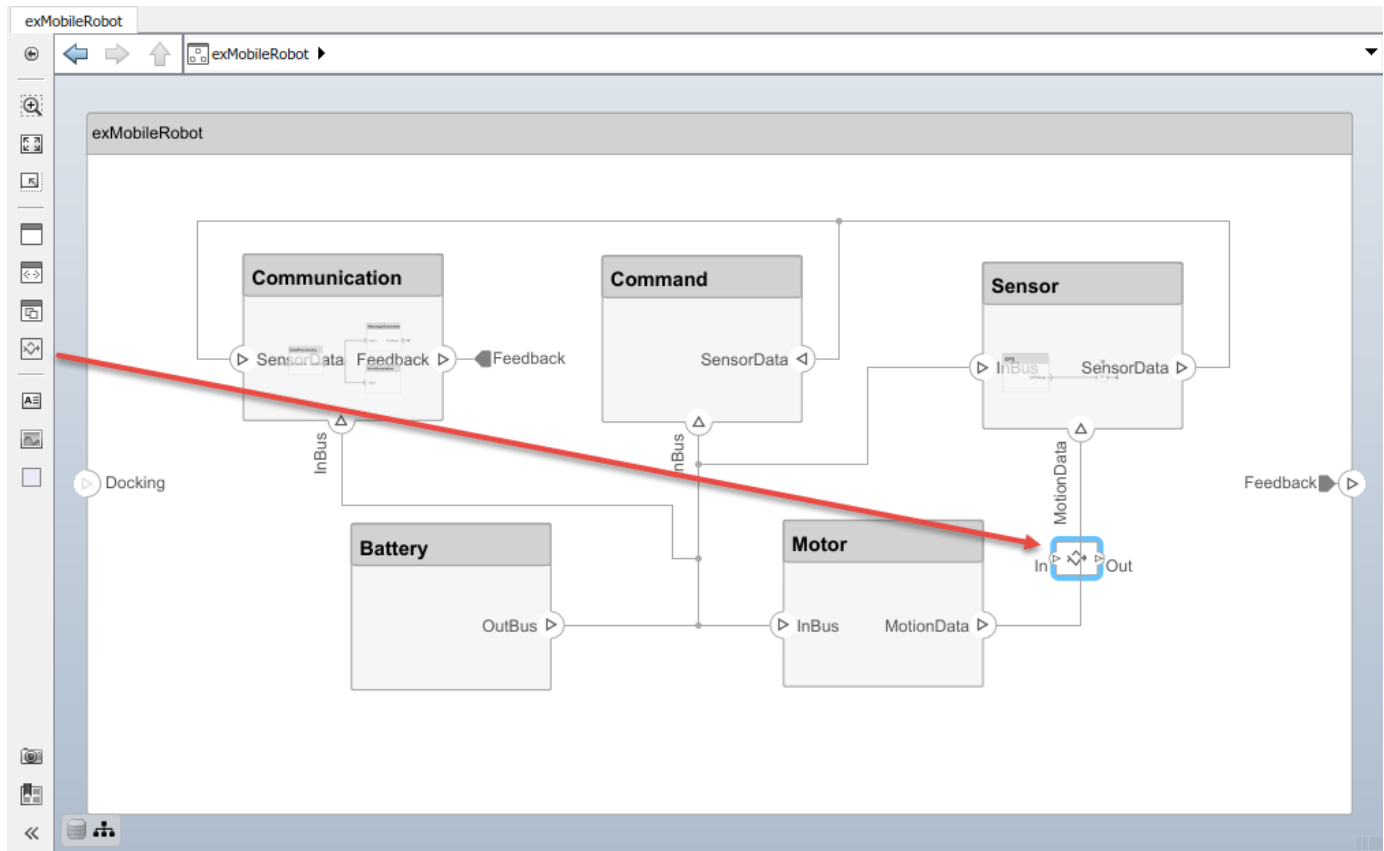 exMobileRobot
exMobileRobot
exMobileRobot
Communication
Command
Sensor
SensorData
Feedback
Feedback
SensorData
InBus
SensorData
GPS
InBus
InBus
MotionData
Docking
Feedback
Battery
Motor
In
Out
OutBus
InBus
MotionData